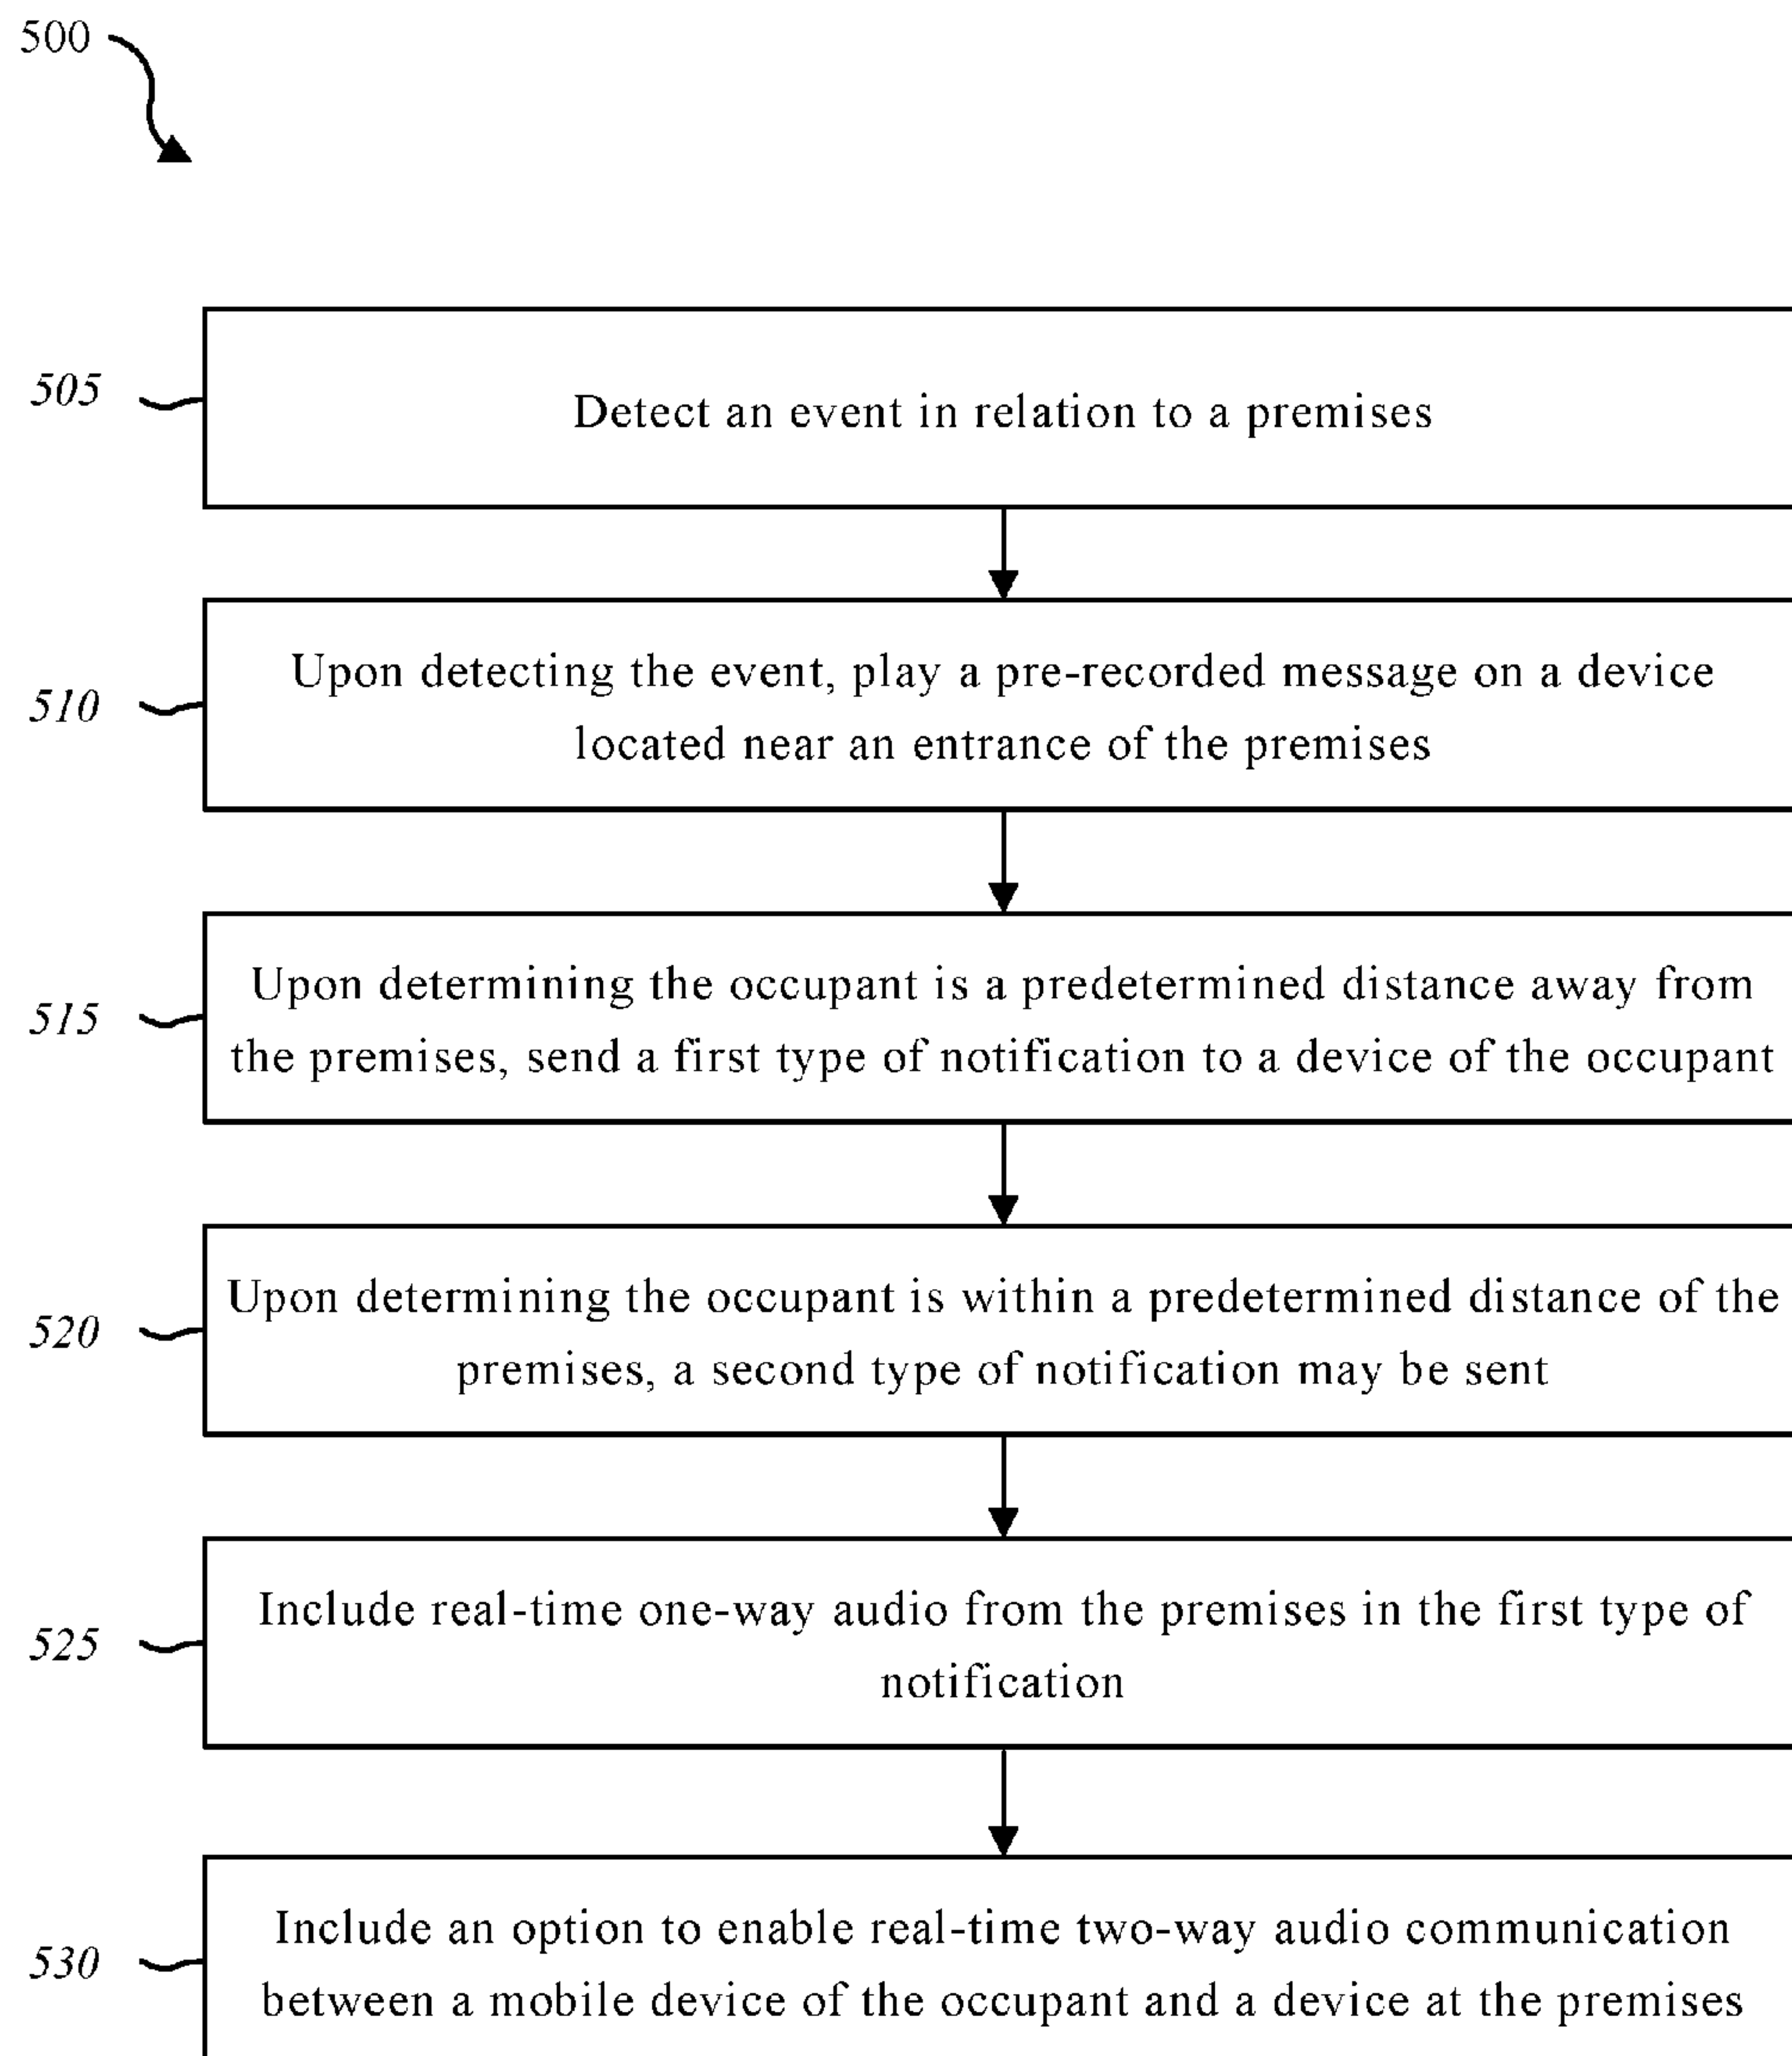 500
505
Detect an event in relation to a premises
510
Upon detecting the event, play a pre-recorded message on a device
located near an entrance of the premises
515
Upon determining the occupant is a predetermined distance away from
the premises, send a first type of notification to a device of the occupant
520
Upon determining the occupant is within a predetermined distance of the
premises, a second type of notification may be sent
525
Include real-time one-way audio from the premises in the first type of
notification
530
Include an option to enable real-time two-way audio communication
between a mobile device of the occupant and a device at the premises